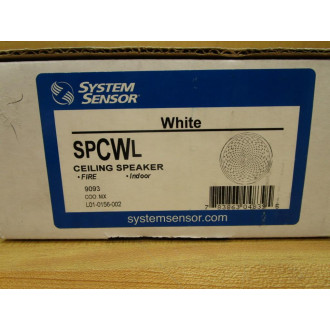 SYSTEM
SENSOR®
White
SPCWL
CEILING SPEAKER
• FIRE • Indoor
9093
COO MX
L01-0156-002
systemsensor.com